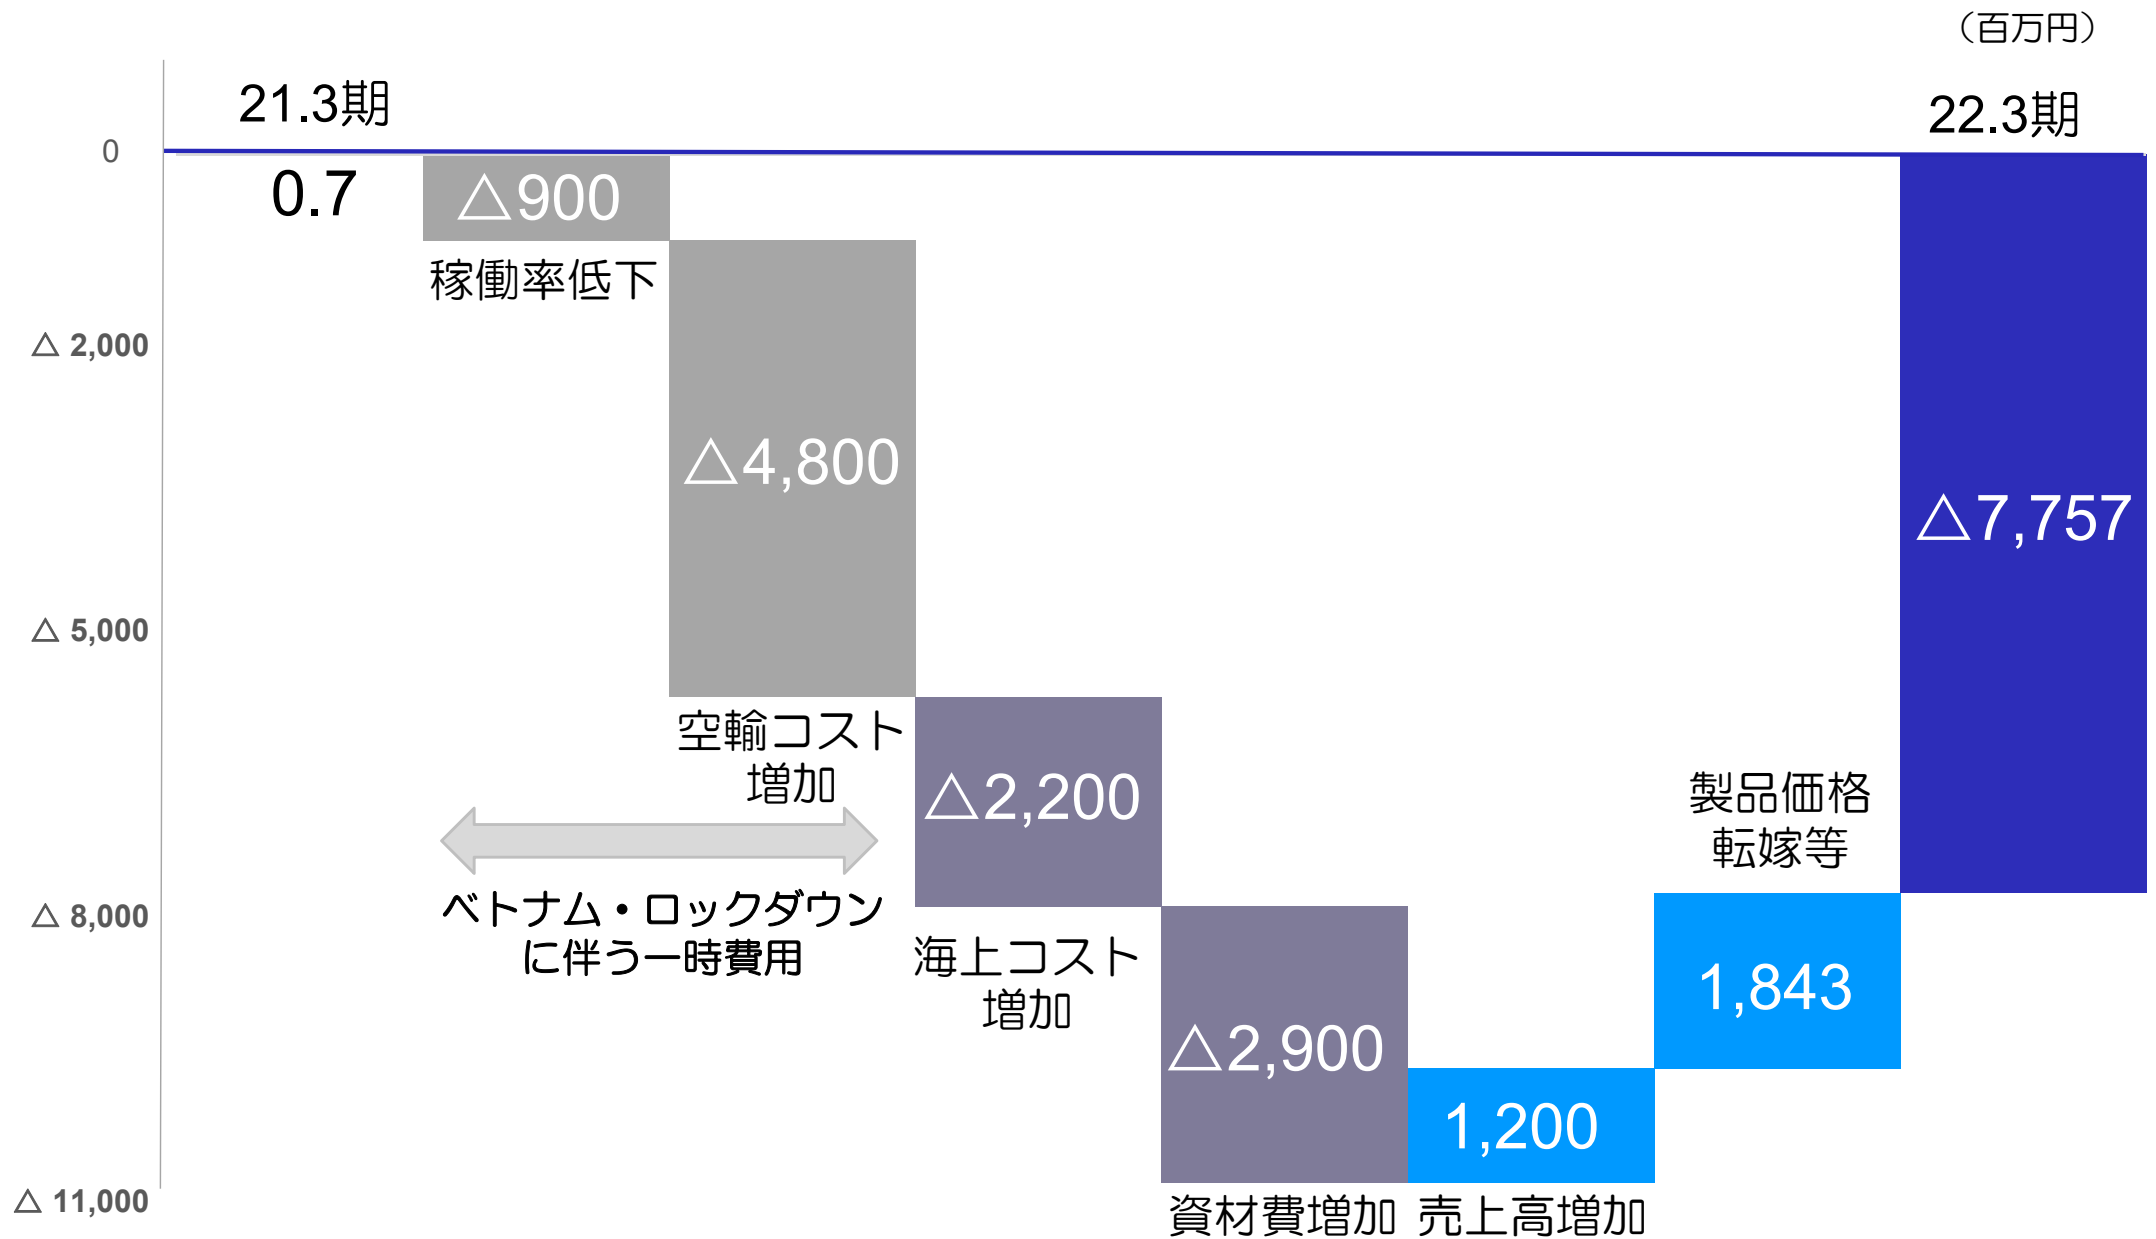 （百万円）
21.3期
22.3期
0
0.7
△900
稼働率低下
△ 2,000
△4,800
△7,757
△ 5,000
空輸コスト
増加
△2,200
製品価格
転嫁等
ベトナム・ロックダウン
に伴う一時費用
△ 8,000
海上コスト
増加
1,843
△2,900
1,200
△ 11,000
資材費増加
売上高増加